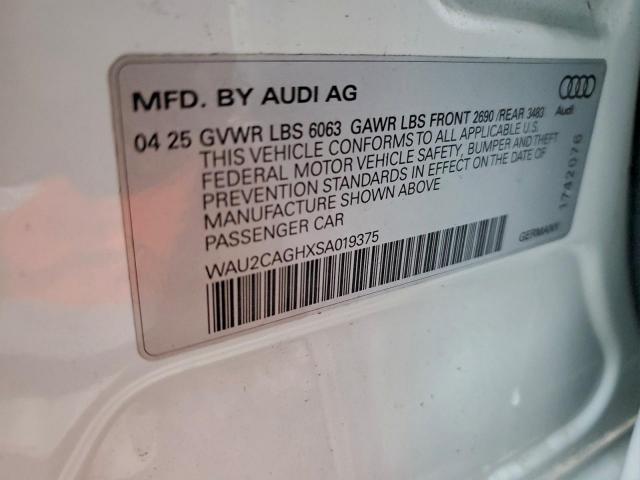 MFD. BY AUDI AG
Audi
04 25 GVWR LBS 6063 GAWR LBS FRONT 2690 /REAR 3483
THIS VEHICLE CONFORMS TO ALL APPLICABLE U.S.
FEDERAL MOTOR VEHICLE SAFETY, BUMPER AND THEFT
PREVENTION STANDARDS IN EFFECT ON THE DATE OF
MANUFACTURE SHOWN ABOVE
PASSENGER CAR
WAU2CAGHXSA019375
GERMANY
1742076